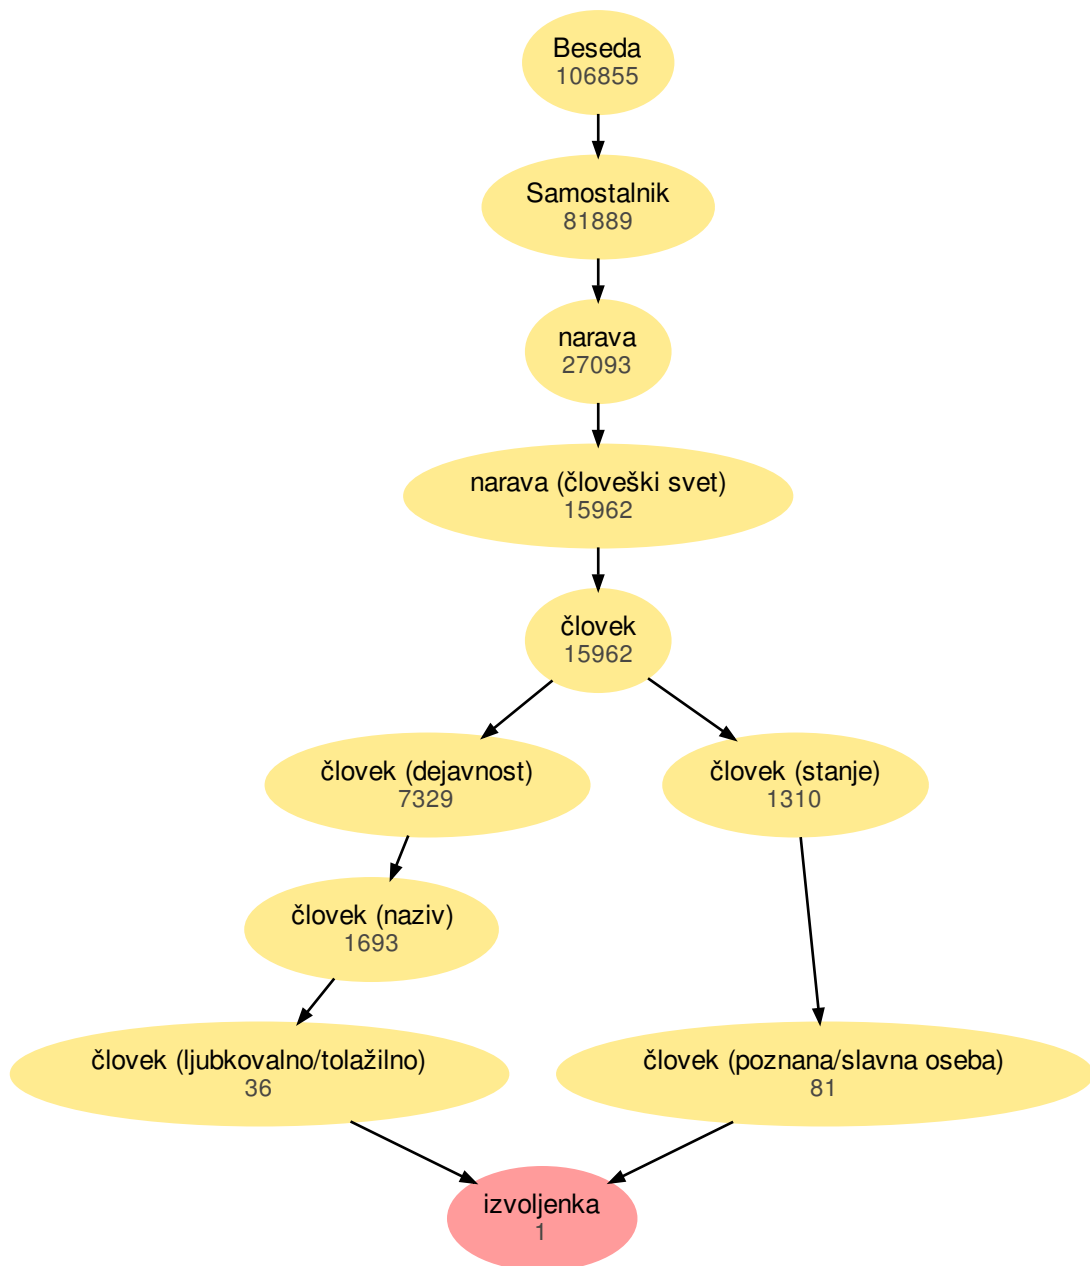 Beseda
106855
Samostalnik
81889
narava
27093
narava (človeški svet)
15962
človek
15962
človek (dejavnost)
7329
človek (stanje)
1310
človek (naziv)
1693
človek (ljubkovalno/tolažilno)
36
človek (poznana/slavna oseba)
81
izvoljenka
1